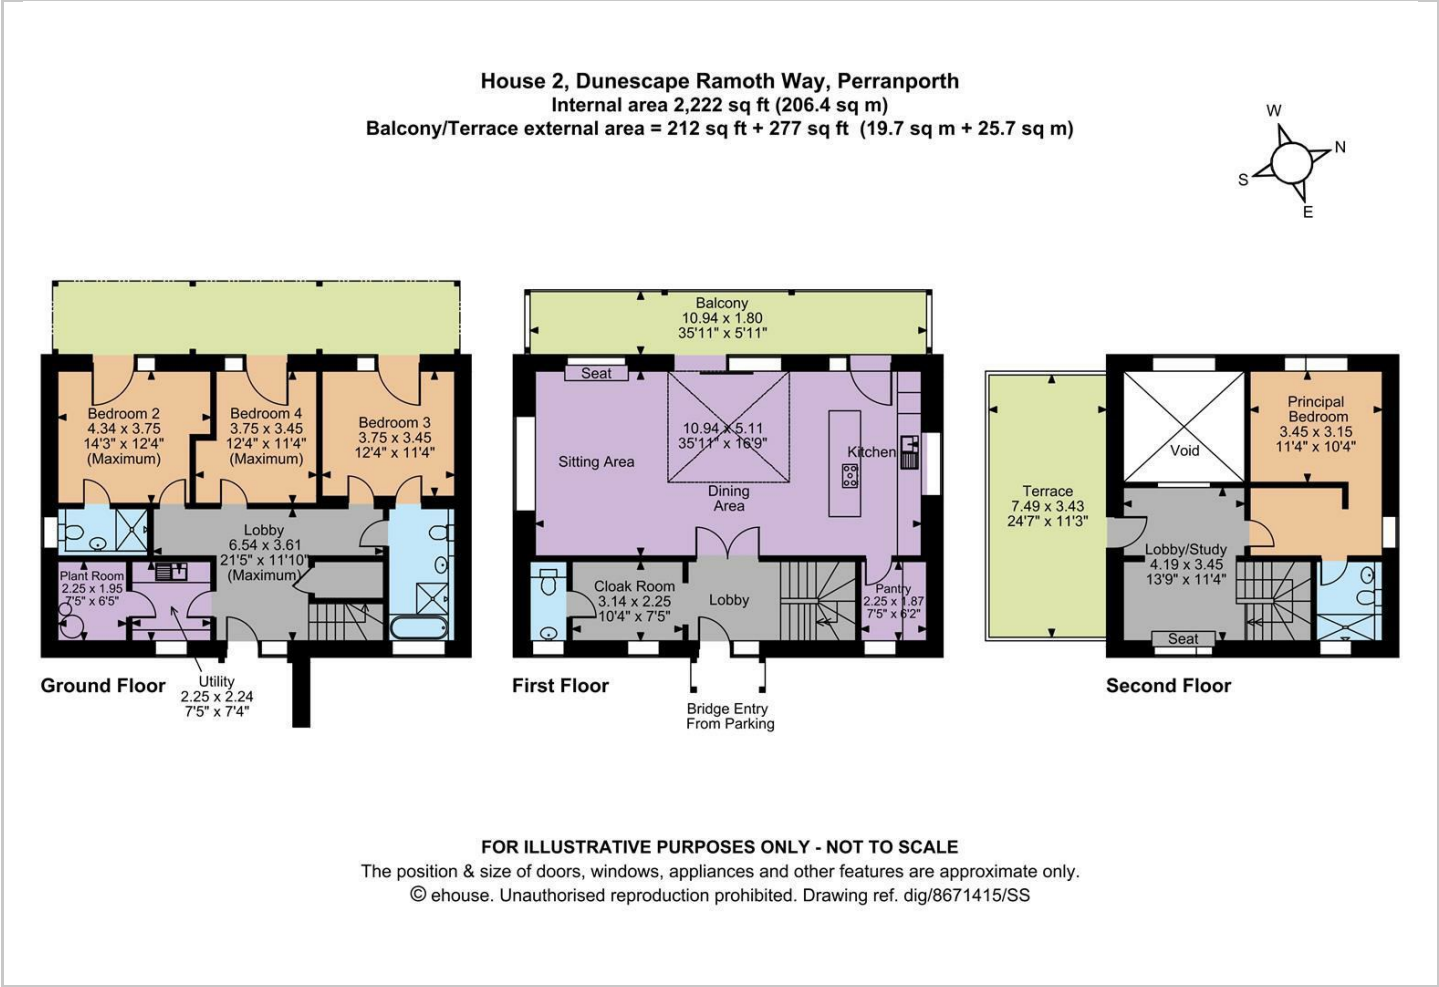 House 2, Dunescape Ramoth Way, Perranporth
Internal area 2,222 sq ft (206.4 sq m)
Balcony/Terrace external area = 212 sq ft + 277 sq ft (19.7 sq m + 25.7 sq m)
W
N
S
E
Bedroom 2
4.34 x 3.75
14'3" x 12'4"
(Maximum)
Bedroom 4
3.75 x 3.45
12'4" x 11'4"
(Maximum)
Bedroom 3
3.75 x 3.45
12'4" x 11'4"
Lobby
6.54 x 3.61
21'5" x 11'10"
(Maximum)
Plant Room
2.25 x 1.95
7'5" x 6'5"
Ground Floor
Utility
2.25 x 2.24
7'5" x 7'4"
Balcony
10.94 x 1.80
35'11" x 5'11"
Seat
10.94 x 5.11
35'11" x 16'9"
Sitting Area
Kitchen
Dining
Area
Cloak Room
3.14 x 2.25
10'4" x 7'5"
Lobby
Pantry
2.25 x 1.87
7'5" x 6'2"
First Floor
Bridge Entry
From Parking
Terrace
7.49 x 3.43
24'7" x 11'3"
Void
Principal
Bedroom
3.45 x 3.15
11'4" x 10'4"
Lobby/Study
4.19 x 3.45
13'9" x 11'4"
Seat
Second Floor
FOR ILLUSTRATIVE PURPOSES ONLY - NOT TO SCALE
The position & size of doors, windows, appliances and other features are approximate only.
© ehouse. Unauthorised reproduction prohibited. Drawing ref. dig/8671415/SS